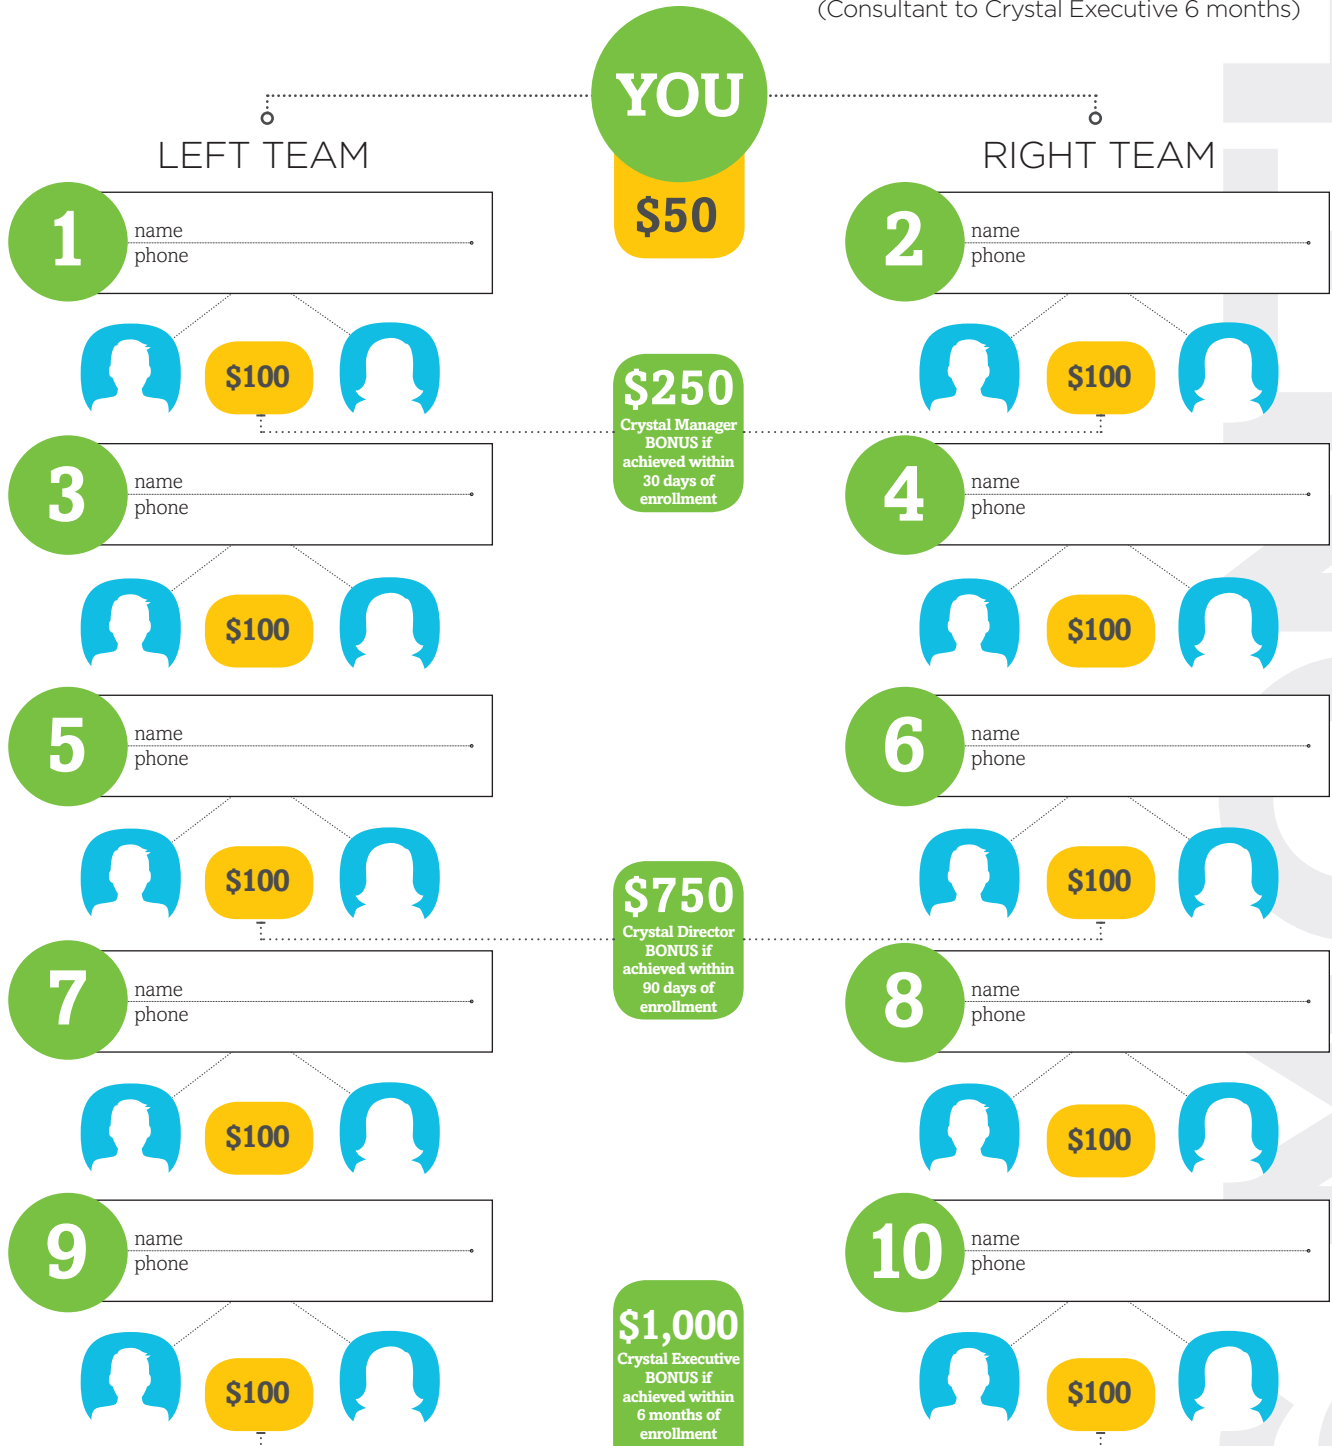 (Consultant to Crystal Executive 6 months)
YOU
$50
LEFT TEAM
RIGHT TEAM
1
name
phone
2
name
phone
$100
$100
$250
Crystal Manager
BONUS if
achieved within
30 days of
enrollment
3
name
phone
4
name
phone
$100
$100
5
name
phone
6
name
phone
$100
$100
$750
Crystal Director
BONUS if
achieved within
90 days of
enrollment
7
name
phone
8
name
phone
$100
$100
9
name
phone
10
name
phone
$1,000
Crystal Executive
BONUS if
achieved within
6 months of
enrollment
$100
$100